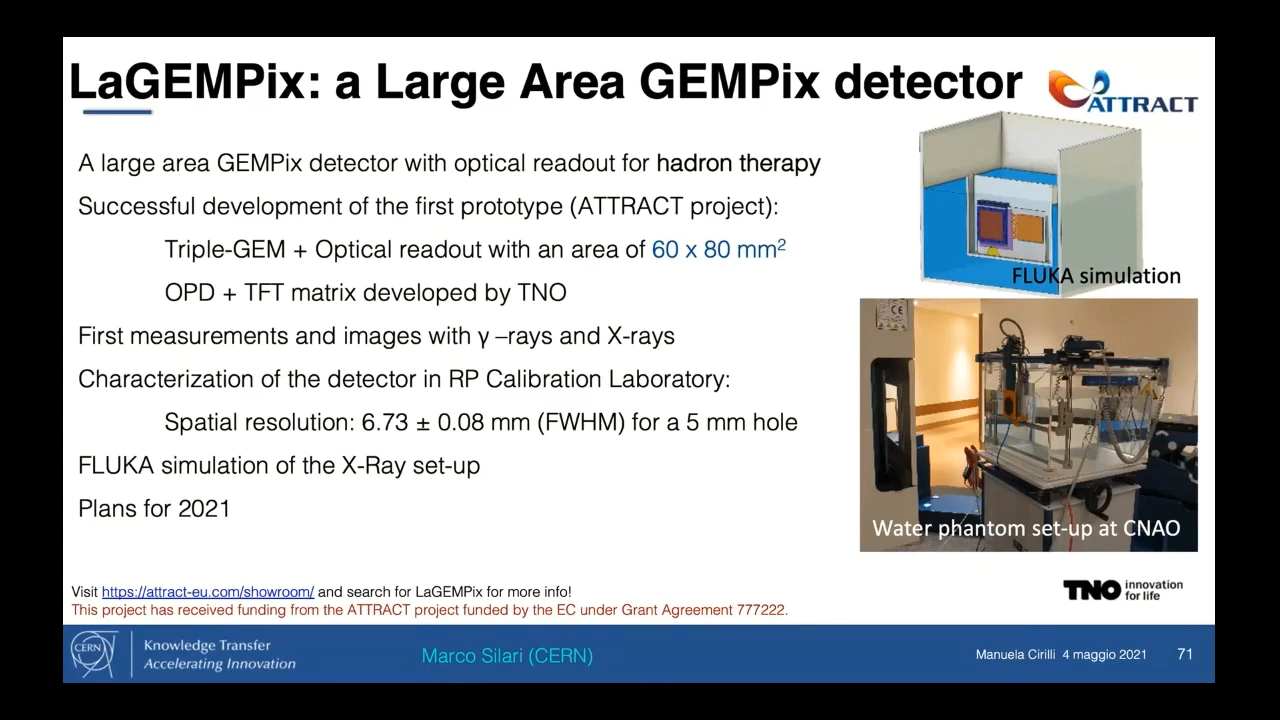 LaGEMPix: a Large Area GEMPix detector
ATTRACT
A large area GEMPix detector with optical readout for hadron therapy
Successful development of the first prototype (ATTRACT project):
Triple-GEM + Optical readout with an area of 60 x 80 mm²
OPD + TFT matrix developed by TNO
First measurements and images with γ –rays and X-rays
Characterization of the detector in RP Calibration Laboratory:
Spatial resolution: 6.73 ± 0.08 mm (FWHM) for a 5 mm hole
FLUKA simulation of the X-Ray set-up
Plans for 2021
FLUKA simulation
CE
Water phantom set-up at CNAO
Visit https://attract-eu.com/showroom/ and search for LaGEMPix for more info!
This project has received funding from the ATTRACT project funded by the EC under Grant Agreement 777222.
TNO innovation
for life
CERN
Knowledge Transfer
Accelerating Innovation
Marco Silari (CERN)
Manuela Cirilli 4 maggio 2021 71